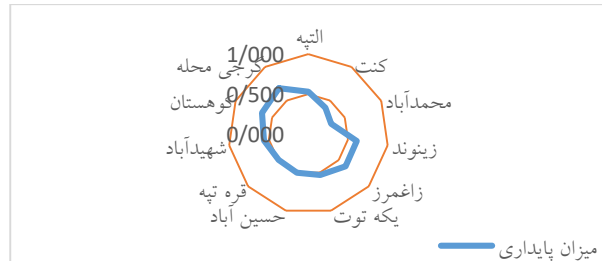 التپه
کنت
محمدآباد
زینوند
زاغمرز
یکه توت
حسین آباد
قره تپه
شهیدآباد
کوهستان
گرجی محله
1/000
0/500
0/000
میزان پایداری